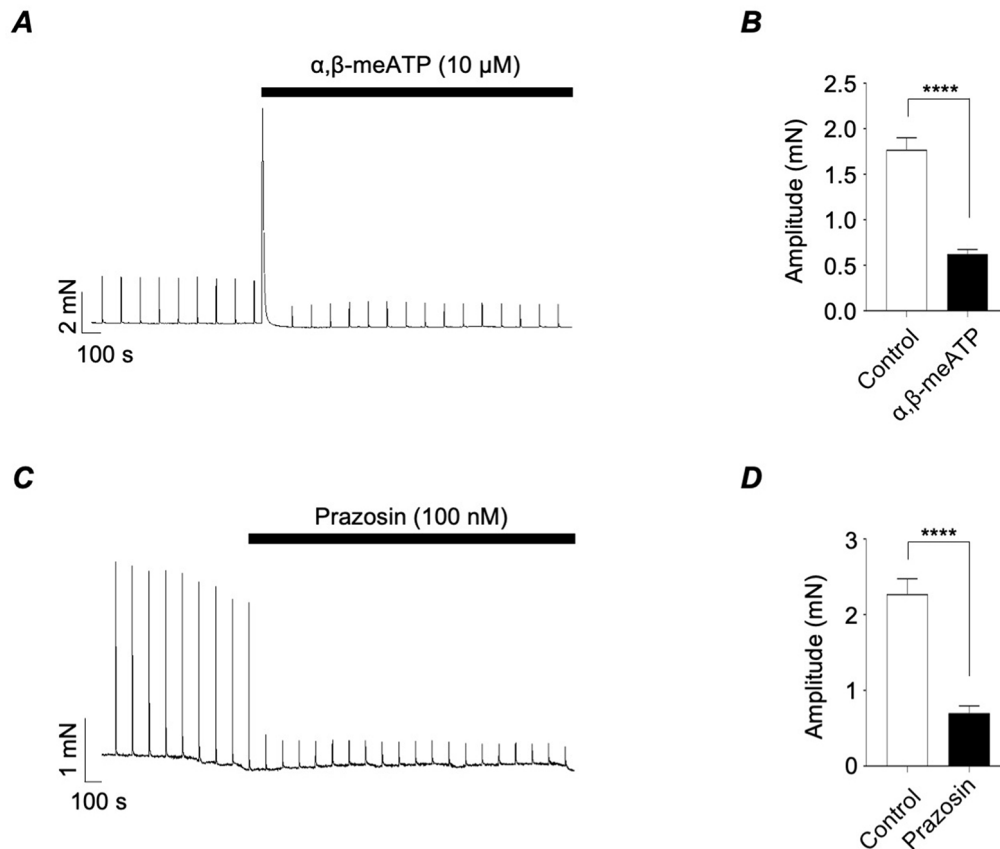 A
α,β-meATP (10 µM)
2 mN
100 s
B
Amplitude (mN)
2.5
2.0
1.5
1.0
0.5
0.0
****
Control
α,β-meATP
C
Prazosin (100 nM)
1 mN
100 s
D
Amplitude (mN)
3
2
1
0
****
Control
Prazosin